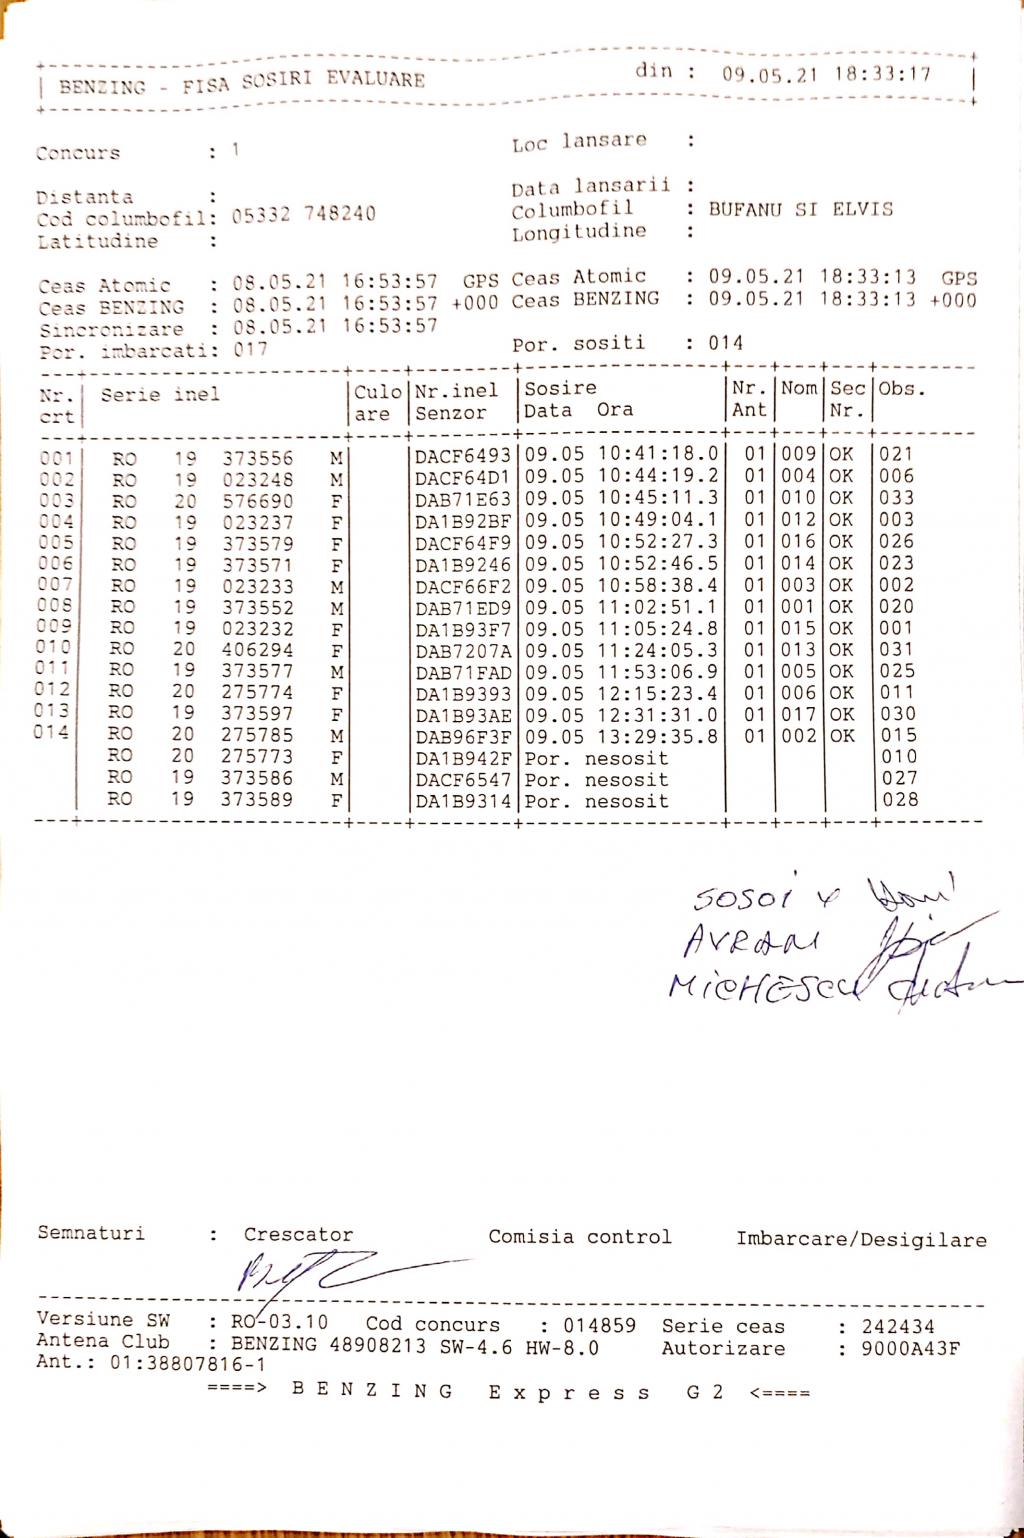 BENZING - FISA SOSIRI EVALUARE din : 09.05.21 18:33:17
Concurs : 1 Loc lansare :
Distanta : Data lansarii :
Cod columbofil: 05332 748240 Columbofil : BUFANU SI ELVIS
Latitudine : Longitudine :
Ceas Atomic : 08.05.21 16:53:57 GPS Ceas Atomic : 09.05.21 18:33:13 GPS
Ceas BENZING : 08.05.21 16:53:57 +000 Ceas BENZING : 09.05.21 18:33:13 +000
Sincronizare : 08.05.21 16:53:57
Por. imbarcati: 017 Por. sositi : 014
Nr. Serie inel Culo Nr.inel Sosire Nr. Nom Sec Obs.
crt are Senzor Data Ora Ant Nr.
001 RO 19 373556 M DACF6493 09.05 10:41:18.0 01 009 OK 021
002 RO 19 023248 M DACF64D1 09.05 10:44:19.2 01 004 OK 006
003 RO 20 576690 F DAB71E63 09.05 10:45:11.3 01 010 OK 033
004 RO 19 023237 F DA1B92BF 09.05 10:49:04.1 01 012 OK 003
005 RO 19 373579 F DACF64F9 09.05 10:52:27.3 01 016 OK 026
006 RO 19 373571 F DA1B9246 09.05 10:52:46.5 01 014 OK 023
007 RO 19 023233 M DACF66F2 09.05 10:58:38.4 01 003 OK 002
008 RO 19 373552 M DAB71ED9 09.05 11:02:51.1 01 001 OK 020
009 RO 19 023232 F DA1B93F7 09.05 11:05:24.8 01 015 OK 001
010 RO 20 406294 F DAB7207A 09.05 11:24:05.3 01 013 OK 031
011 RO 19 373577 M DAB71FAD 09.05 11:53:06.9 01 005 OK 025
012 RO 20 275774 F DA1B9393 09.05 12:15:23.4 01 006 OK 011
013 RO 19 373597 F DA1B93AE 09.05 12:31:31.0 01 017 OK 030
014 RO 20 275785 M DAB96F3F 09.05 13:29:35.8 01 002 OK 015
RO 20 275773 F DA1B942F Por. nesosit 010
RO 19 373586 M DACF6547 Por. nesosit 027
RO 19 373589 F DA1B9314 Por. nesosit 028
SOSOI
AVRAM
Semnaturi : Crescator Comisia control Imbarcare/Desigilare
Versiune SW : RO-03.10 Cod concurs : 014859 Serie ceas : 242434
Antena Club : BENZING 48908213 SW-4.6 HW-8.0 Autorizare : 9000A43F
Ant.: 01:38807816-1
====> B E N Z I N G E x p r e s s G 2 <====